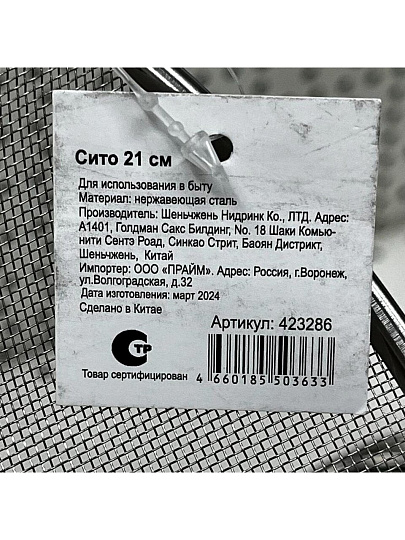 Сито 21 см
Для использования в быту
Материал: нержавеющая сталь
Производитель: Шеньчжень Нидринк Ко., ЛТД. Адрес:
А1401, Голдман Сакс Билдинг, No. 18 Шаки Комью-
нити Сентэ Роад, Синкао Стрит, Баоян Дистрикт,
Шеньчжень, Китай
Импортер: ООО «ПРАЙМ». Адрес: Россия, г.Воронеж,
ул.Волгоградская, д.32
Дата изготовления: март 2024
Сделано в Китае
Артикул: 423286
СТР
Товар сертифицирован
4 660185 503633